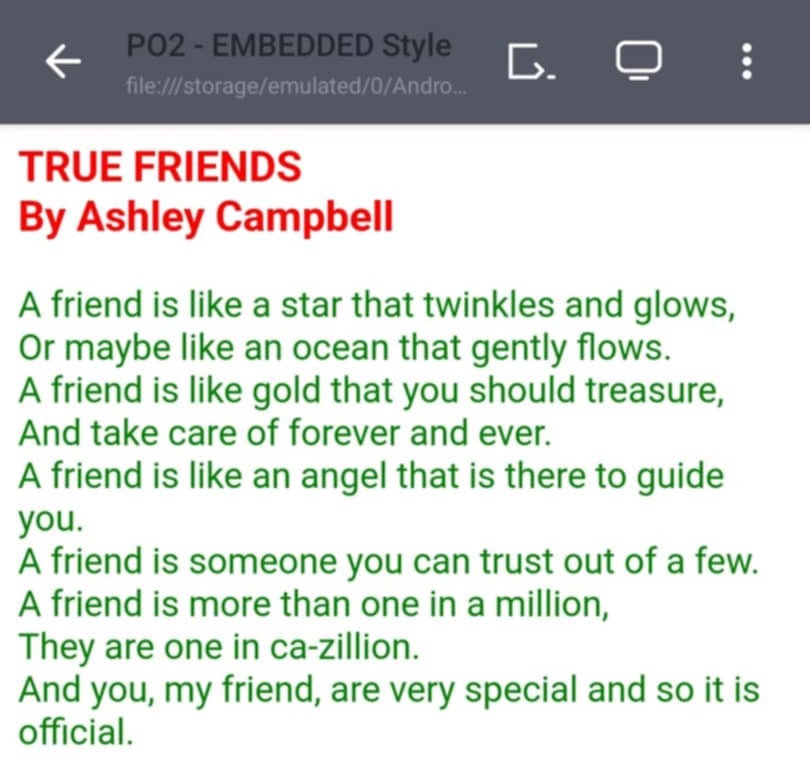 PO2 - EMBEDDED Style
file:///storage/emulated/0/Andro...
TRUE FRIENDS
By Ashley Campbell
A friend is like a star that twinkles and glows,
Or maybe like an ocean that gently flows.
A friend is like gold that you should treasure,
And take care of forever and ever.
A friend is like an angel that is there to guide
you.
A friend is someone you can trust out of a few.
A friend is more than one in a million,
They are one in ca-zillion.
And you, my friend, are very special and so it is
official.